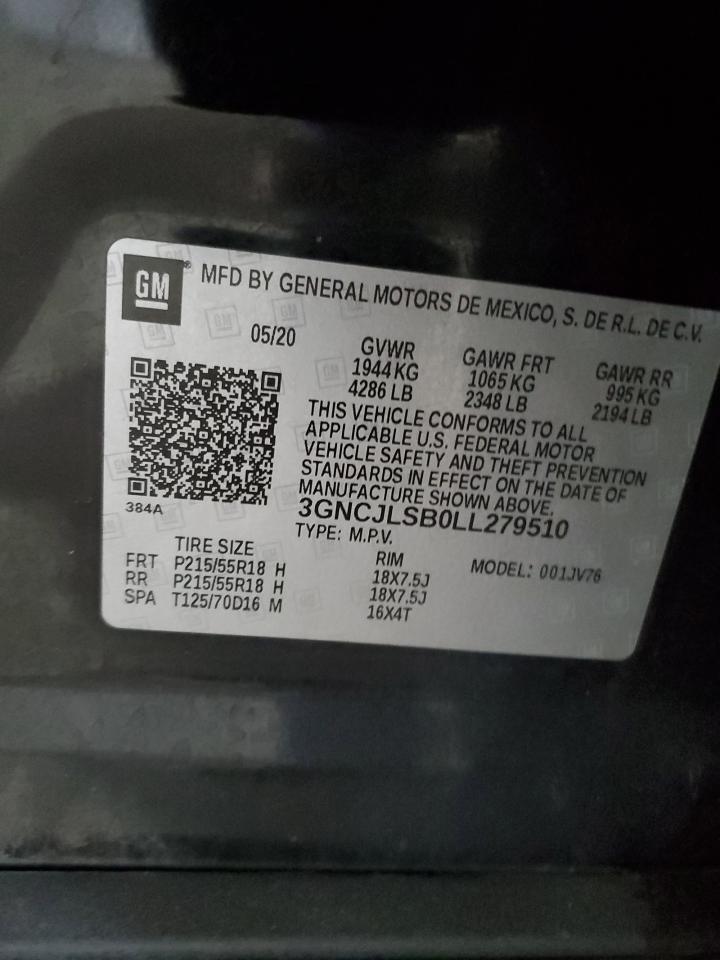 GM® MFD BY GENERAL MOTORS DE MEXICO, S. DE R.L. DE C.V.
05/20
GVWR GAWR FRT GAWR RR
1944 KG 1065 KG 995 KG
4286 LB 2348 LB 2194 LB
THIS VEHICLE CONFORMS TO ALL
APPLICABLE U.S. FEDERAL MOTOR
VEHICLE SAFETY AND THEFT PREVENTION
STANDARDS IN EFFECT ON THE DATE OF
MANUFACTURE SHOWN ABOVE.
384A
3GNCJLSB0LL279510
TYPE: M.P.V.
TIRE SIZE RIM MODEL: 001JV76
FRT P215/55R18 H 18X7.5J
RR P215/55R18 H 18X7.5J
SPA T125/70D16 M 16X4T